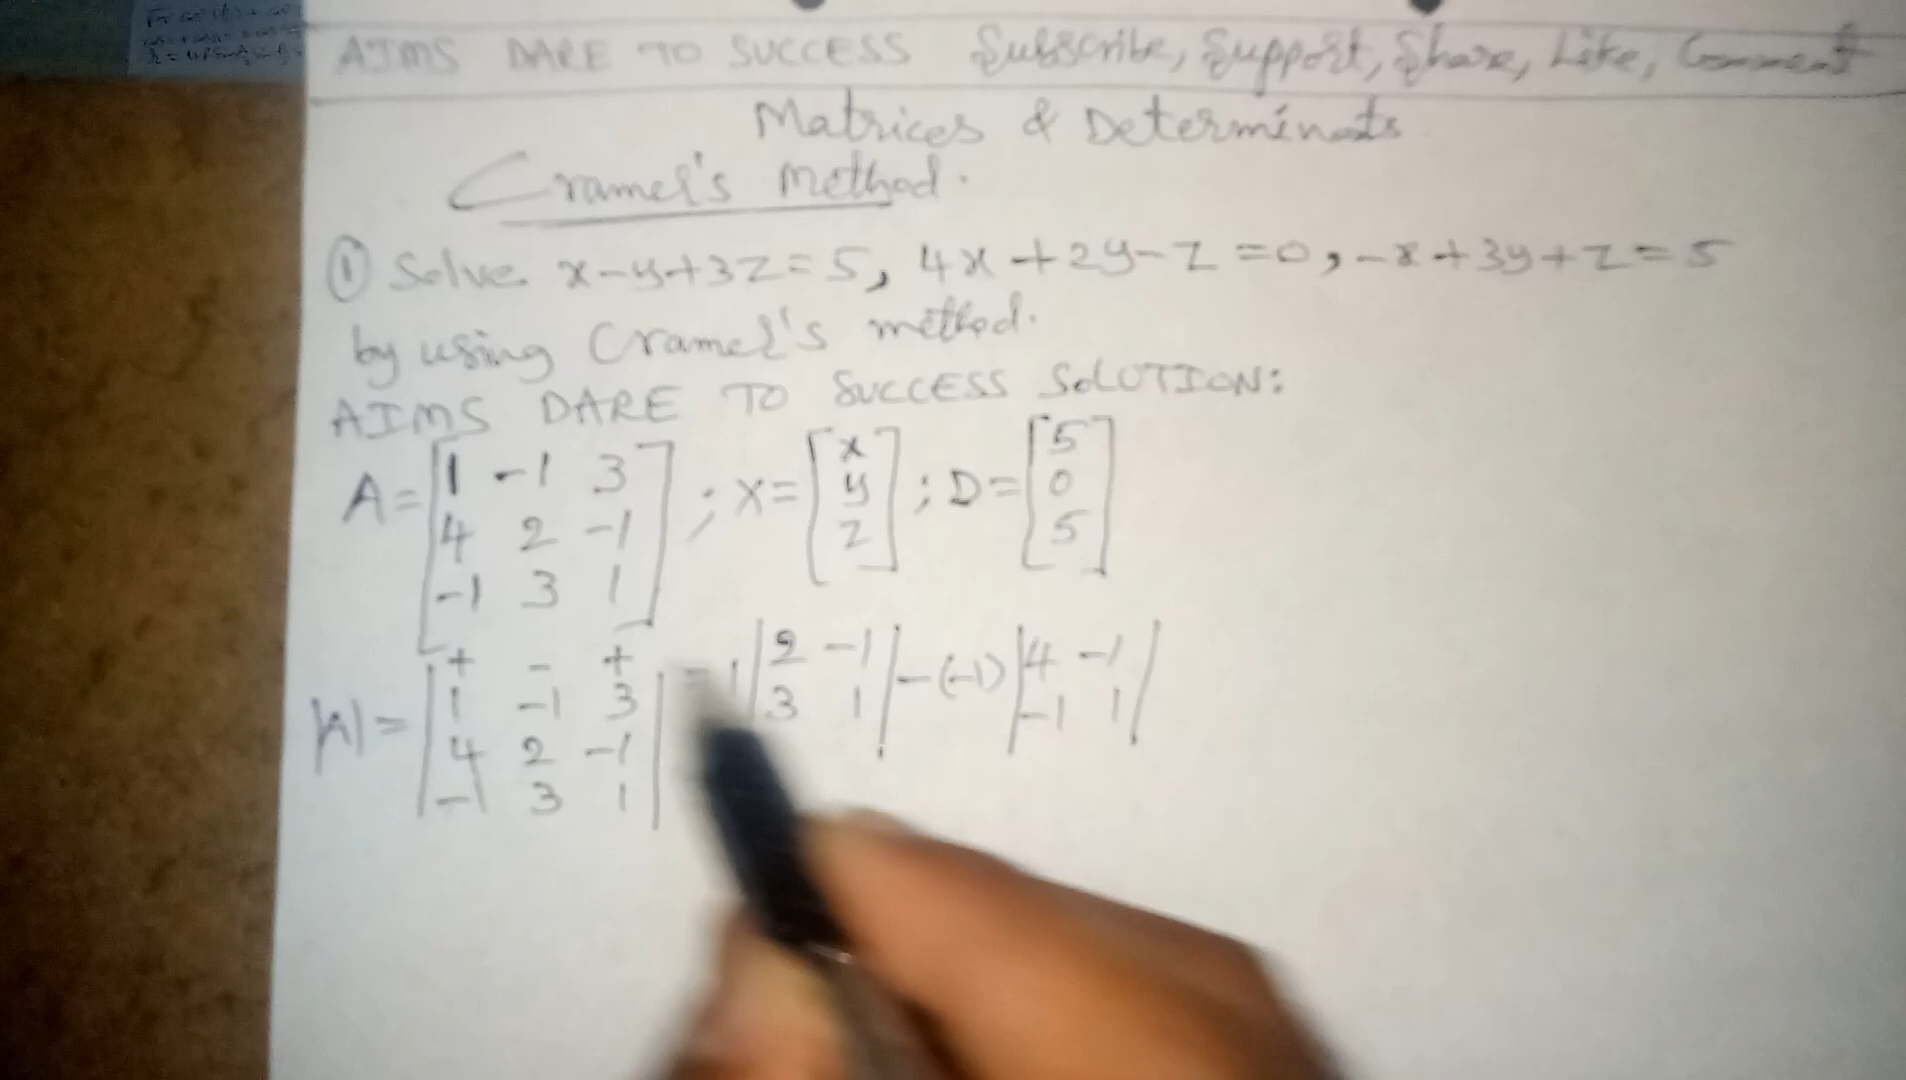 AIMS DARE TO SUCCESS Subscribe, Support, Share, Like, Comment
Matrices & Determinats
Cramer's Method.
① Solve x-y+3z=5, 4x+2y-z=0, -x+3y+z=5
by using Cramer's method.
AIMS DARE TO SUCCESS SOLUTION:
A = [1 -1 3 ; X = [x ; D = [5
4 2 -1 y 0
-1 3 1] z] 5]
+ - +
|A| = |1 -1 3| = 1 |2 -1| - (-1) |4 -1|
4 2 -1 3 1 -1 1
-1 3 1